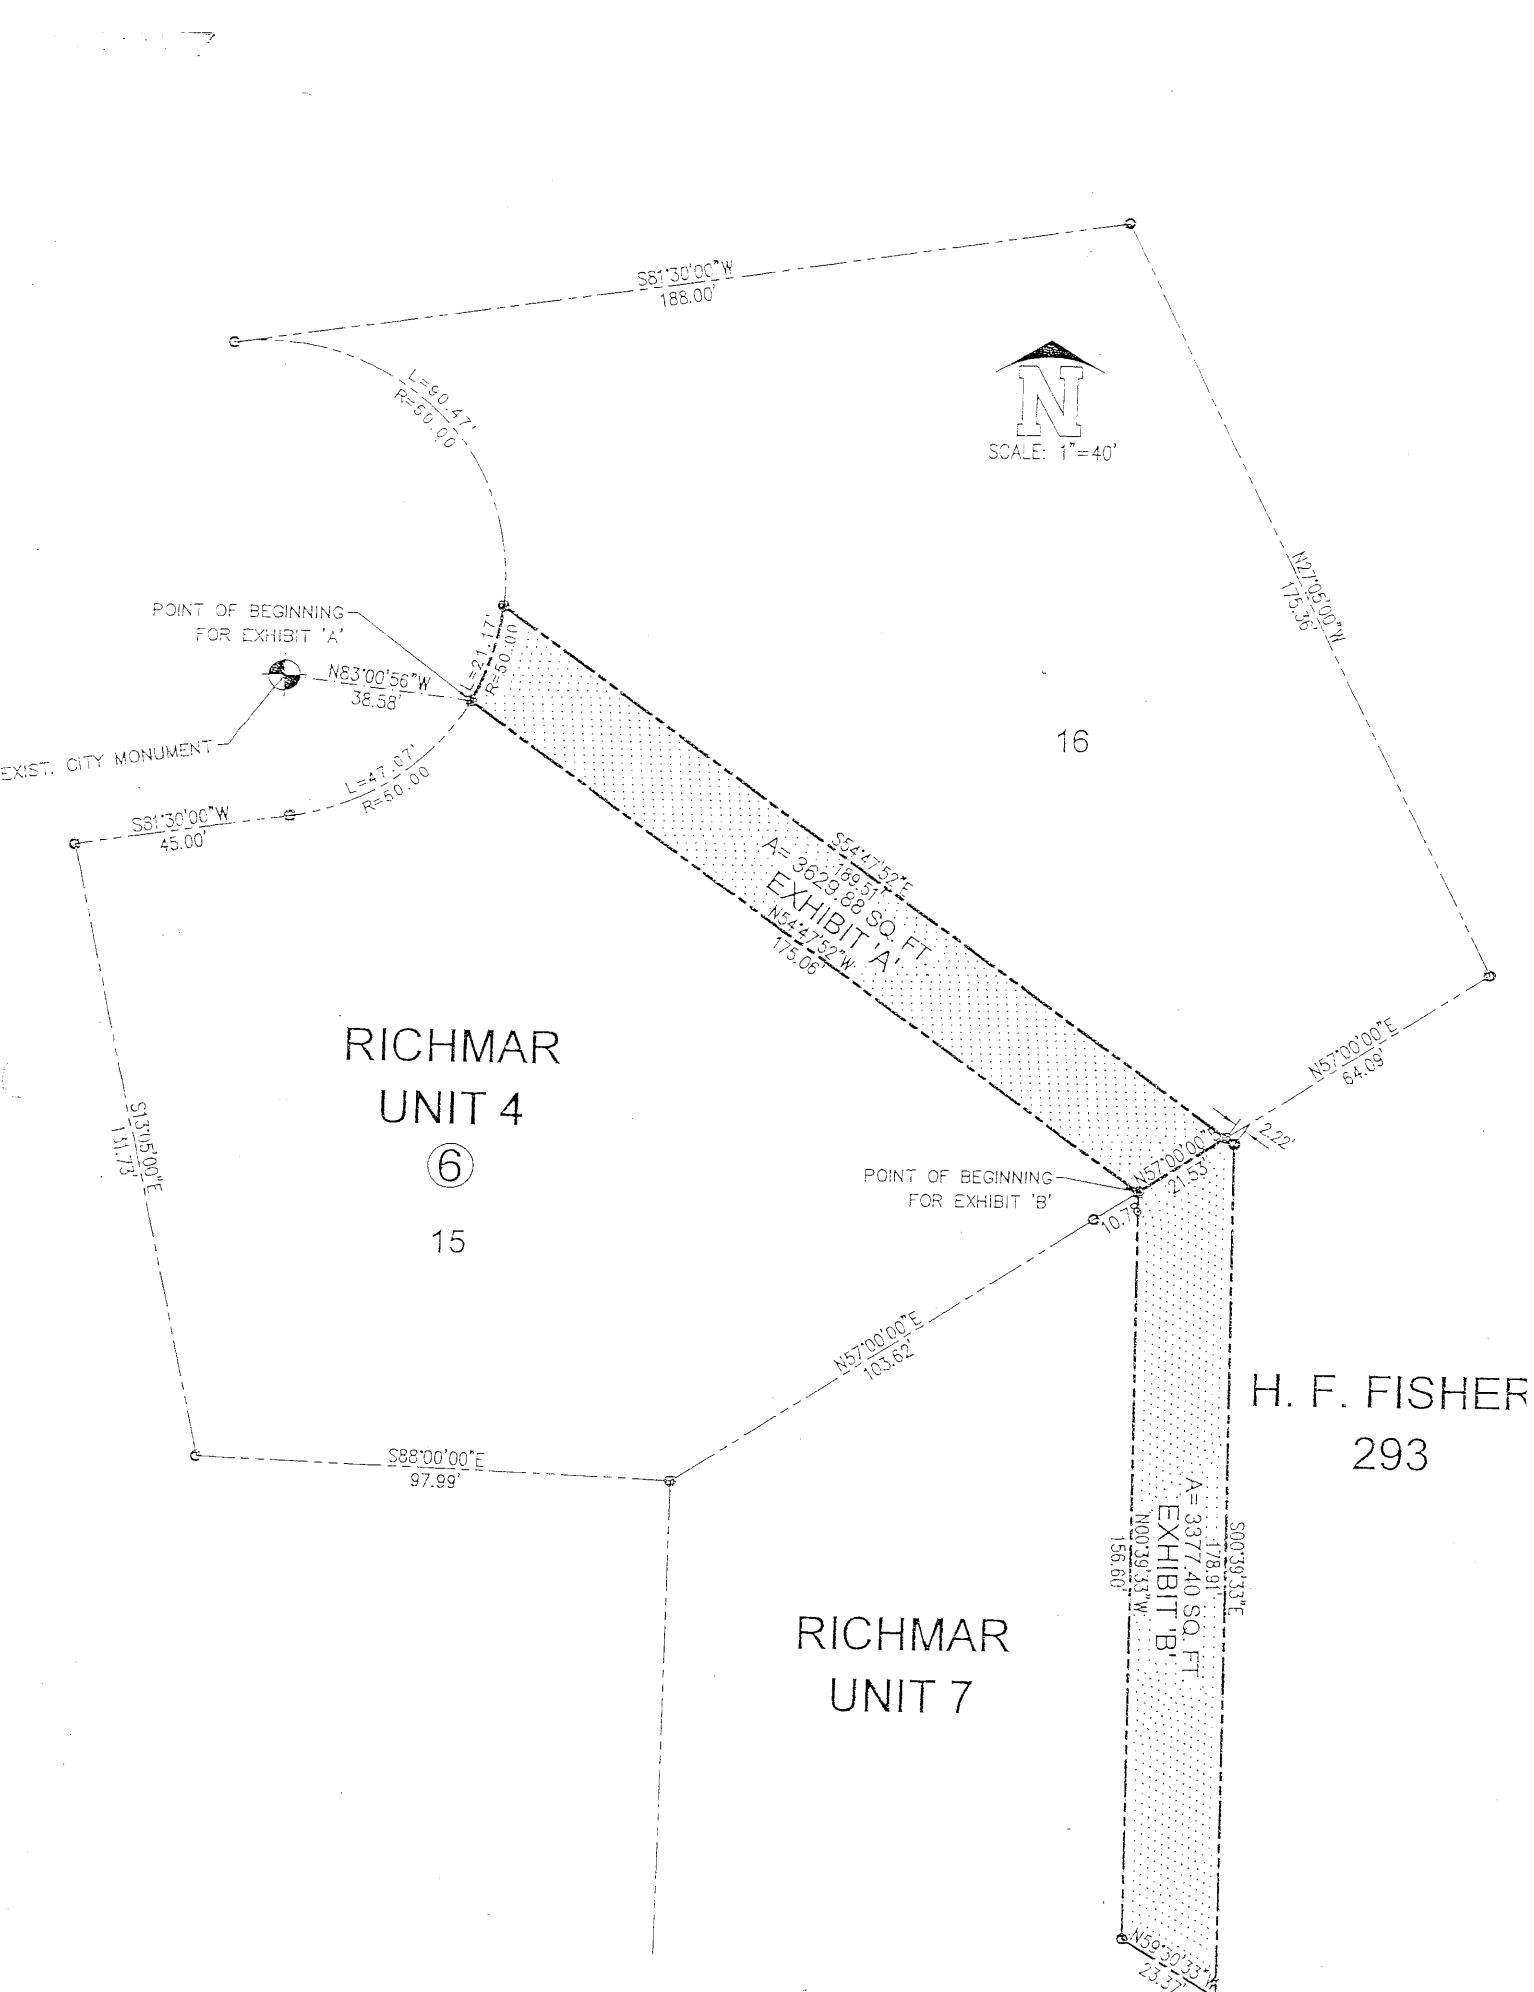 S81°30'00"W
188.00'
L=90.47'
R=50.00
N
SCALE: 1"=40'
N27°05'00"W
175.36'
POINT OF BEGINNING
FOR EXHIBIT 'A'
L=21.17'
R=50.00
N83°00'56"W
38.58'
EXIST. CITY MONUMENT
L=47.07'
R=50.00
S81°30'00"W
45.00'
16
S54°47'52"E
189.51'
A= 3629.88 SQ. FT.
EXHIBIT 'A'
N54°47'52"W
175.06'
RICHMAR
UNIT 4
6
15
S13°05'00"E
131.73'
N57°00'00"E
64.09'
2.22'
N57°00'00"E
21.53'
POINT OF BEGINNING
FOR EXHIBIT 'B'
10.78'
N57°00'00"E
103.62'
S88°00'00"E
97.99'
H. F. FISHER
293
S00°39'33"E
178.91'
A= 3377.40 SQ. FT
EXHIBIT 'B'
N00°39'33"W
156.60'
RICHMAR
UNIT 7
N59°30'33"W
23.37'